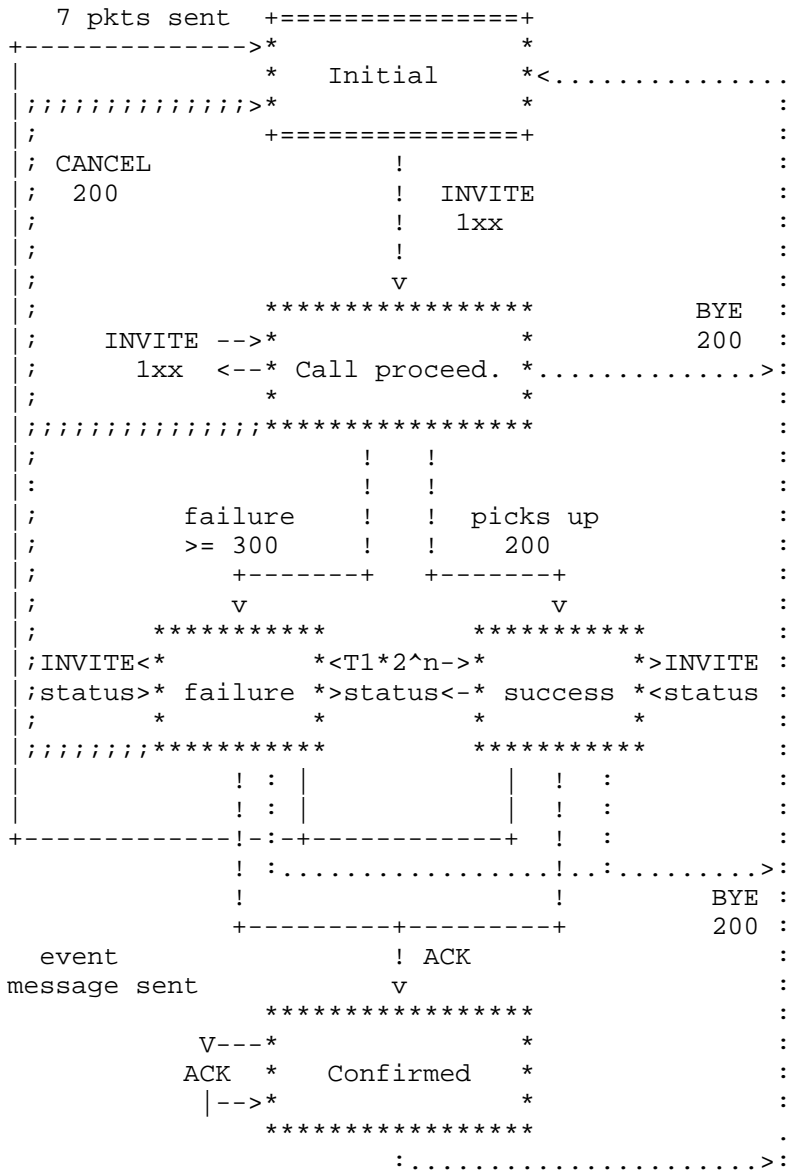 7 pkts sent
Initial
CANCEL
200 INVITE
1xx
BYE
INVITE --> 200
1xx <-- Call proceed.
failure picks up
>= 300 200
INVITE< <T1*2^n-> >INVITE
status> failure >status<- success <status
BYE
200
event ACK
message sent
ACK Confirmed